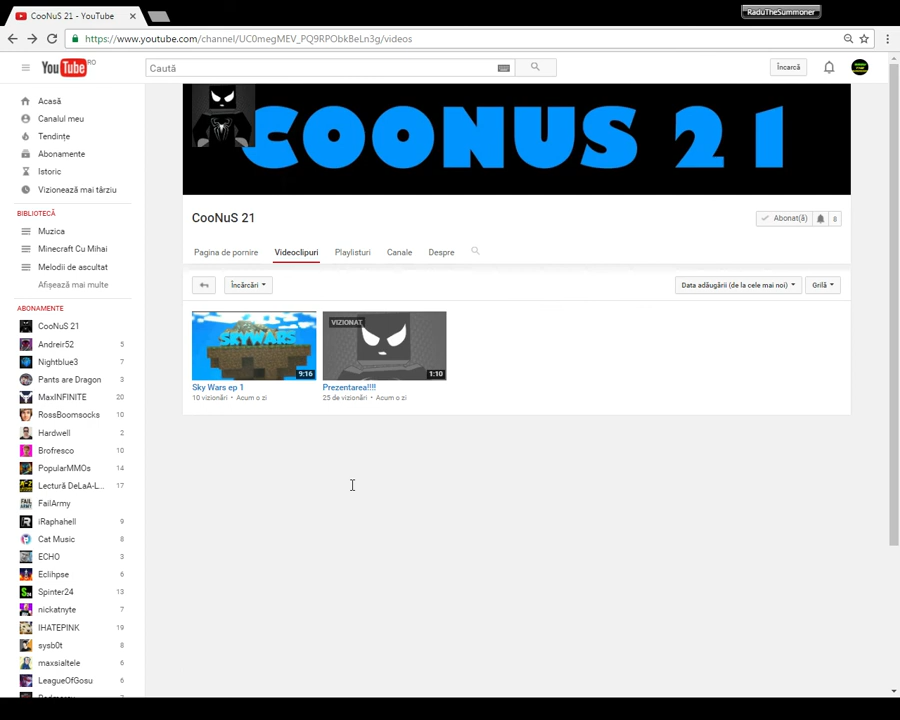 CooNuS 21 - YouTube
RaduTheSummoner
https://www.youtube.com/channel/UC0megMEV_PQ9RPObkBeLn3g/videos
YouTube RO
Caută
Încarcă
Acasă
Canalul meu
Tendințe
Abonamente
Istoric
Vizionează mai târziu
BIBLIOTECĂ
Muzica
Minecraft Cu Mihai
Melodii de ascultat
Afișează mai multe
ABONAMENTE
CooNuS 21
Andreir52 5
Nightblue3 7
Pants are Dragon 3
MaxINFINITE 20
RossBoomsocks 10
Hardwell 2
Brofresco 10
PopularMMOs 14
Lectură DeLaA-L... 17
FailArmy
iRaphahell 9
Cat Music 8
ECHO 3
Eclihpse 6
Spinter24 13
nickatnyte 7
IHATEPINK 19
sysb0t 8
maxsialtele 6
LeagueOfGosu 6
COONUS 21
CooNuS 21
Abonat(ă) 8
Pagina de pornire Videoclipuri Playlisturi Canale Despre
Încărcări
Data adăugării (de la cele mai noi)
Grilă
SKYWARS
9:16
Sky Wars ep 1
10 vizionări • Acum o zi
VIZIONAT
1:10
Prezentarea!!!!
25 de vizionări • Acum o zi